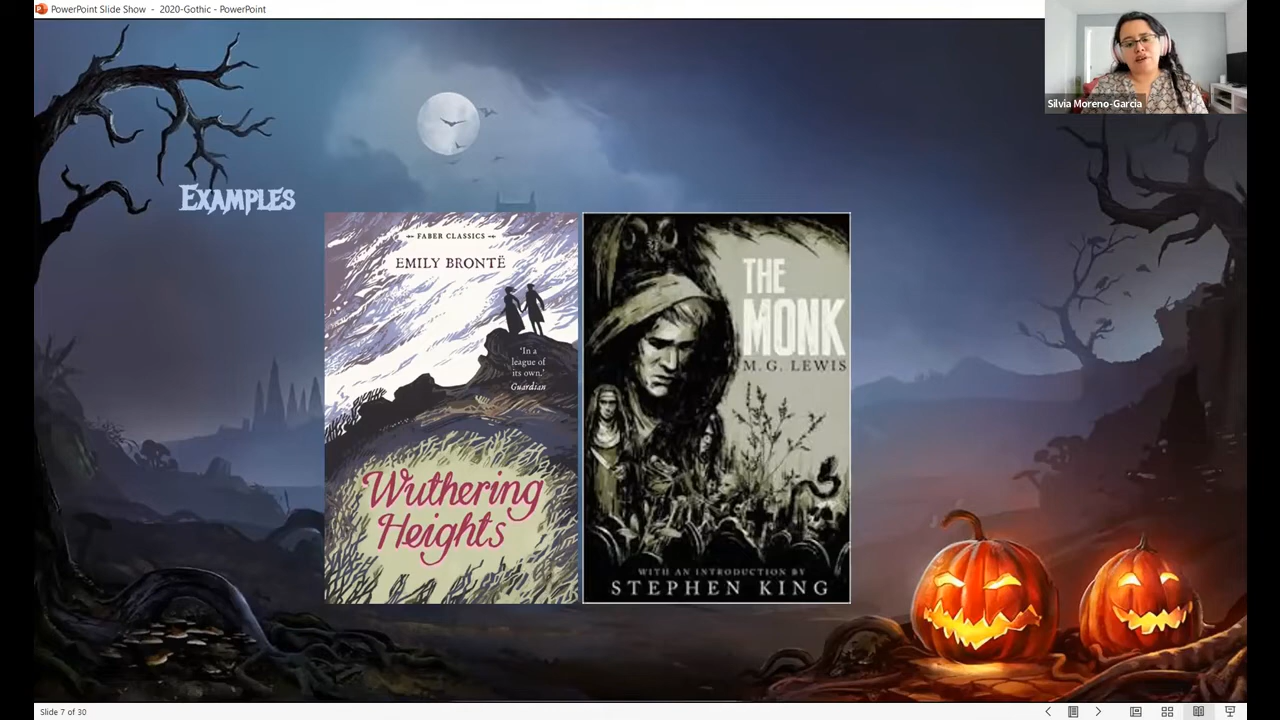 PowerPoint Slide Show - 2020-Gothic - PowerPoint
Silvia Moreno-Garcia
Examples
FABER CLASSICS
EMILY BRONTË
'In a
league of
its own.'
Guardian
Wuthering
Heights
THE
MONK
M. G. LEWIS
WITH AN INTRODUCTION BY
STEPHEN KING
Slide 7 of 30